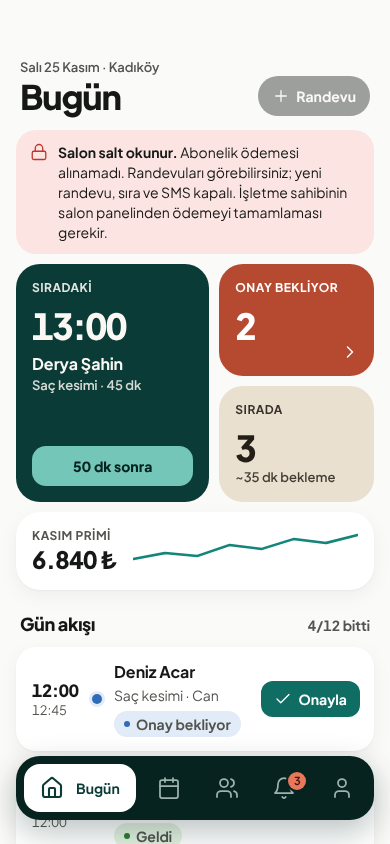 Salı 25 Kasım · Kadıköy
Bugün
Randevu
Salon salt okunur. Abonelik ödemesi
alınamadı. Randevuları görebilirsiniz; yeni
randevu, sıra ve SMS kapalı. İşletme sahibinin
salon panelinden ödemeyi tamamlaması
gerekir.
SIRADAKİ
13:00
Derya Şahin
Saç kesimi · 45 dk
50 dk sonra
ONAY BEKLİYOR
2
SIRADA
3
~35 dk bekleme
KASIM PRİMİ
6.840 ₺
Gün akışı
4/12 bitti
12:00
12:45
Deniz Acar
Saç kesimi · Can
Onay bekliyor
Onayla
Bugün
3
12:00
Geldi